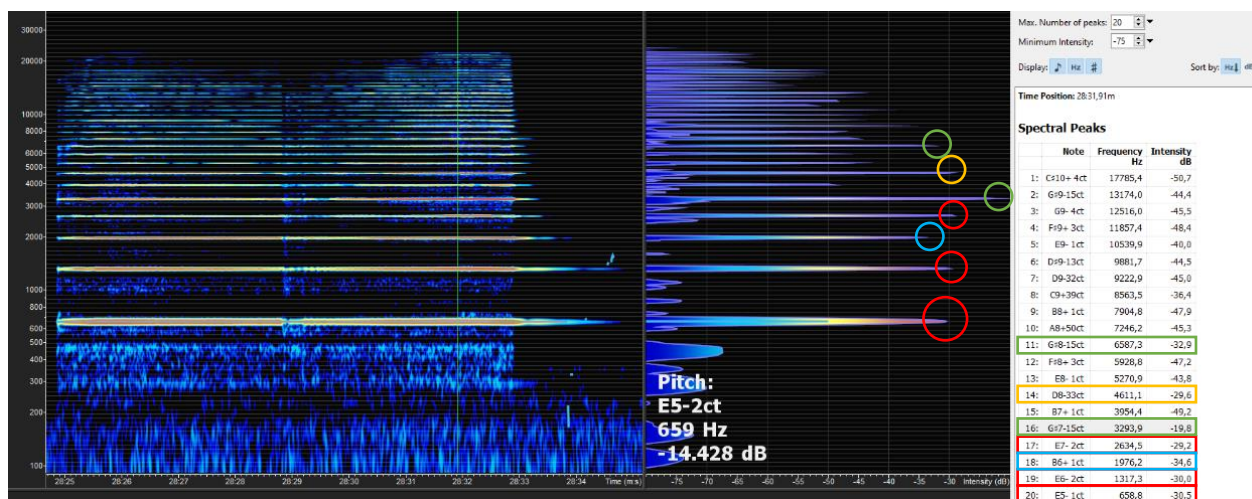 30000
20000
10000
8000
6000
5000
4000
3000
2000
1000
800
600
500
400
300
200
100
28:25 28:26 28:27 28:28 28:29 28:30 28:31 28:32 28:33 28:34 Time (m:s)
Pitch:
E5-2ct
659 Hz
-14.428 dB
-75 -70 -65 -60 -55 -50 -45 -40 -35 -30 Intensity (dB)
Max. Number of peaks: 20
Minimum Intensity: -75
Display: ♪ Hz # Sort by: Hz↓ dB
Time Position: 28:31,91m
Spectral Peaks
Note Frequency Hz Intensity dB
1: C♯10+ 4ct 17785,4 -50,7
2: G♯9-15ct 13174,0 -44,4
3: G9- 4ct 12516,0 -45,5
4: F♯9+ 3ct 11857,4 -48,4
5: E9- 1ct 10539,9 -40,0
6: D♯9-13ct 9881,7 -44,5
7: D9-32ct 9222,9 -45,0
8: C9+39ct 8563,5 -36,4
9: B8+ 1ct 7904,8 -47,9
10: A8+50ct 7246,2 -45,3
11: G♯8-15ct 6587,3 -32,9
12: F♯8+ 3ct 5928,8 -47,2
13: E8- 1ct 5270,9 -43,8
14: D8-33ct 4611,1 -29,6
15: B7+ 1ct 3954,4 -49,2
16: G♯7-15ct 3293,9 -19,8
17: E7- 2ct 2634,5 -29,2
18: B6+ 1ct 1976,2 -34,6
19: E6- 2ct 1317,3 -30,0
20: E5- 1ct 658,8 -30,5